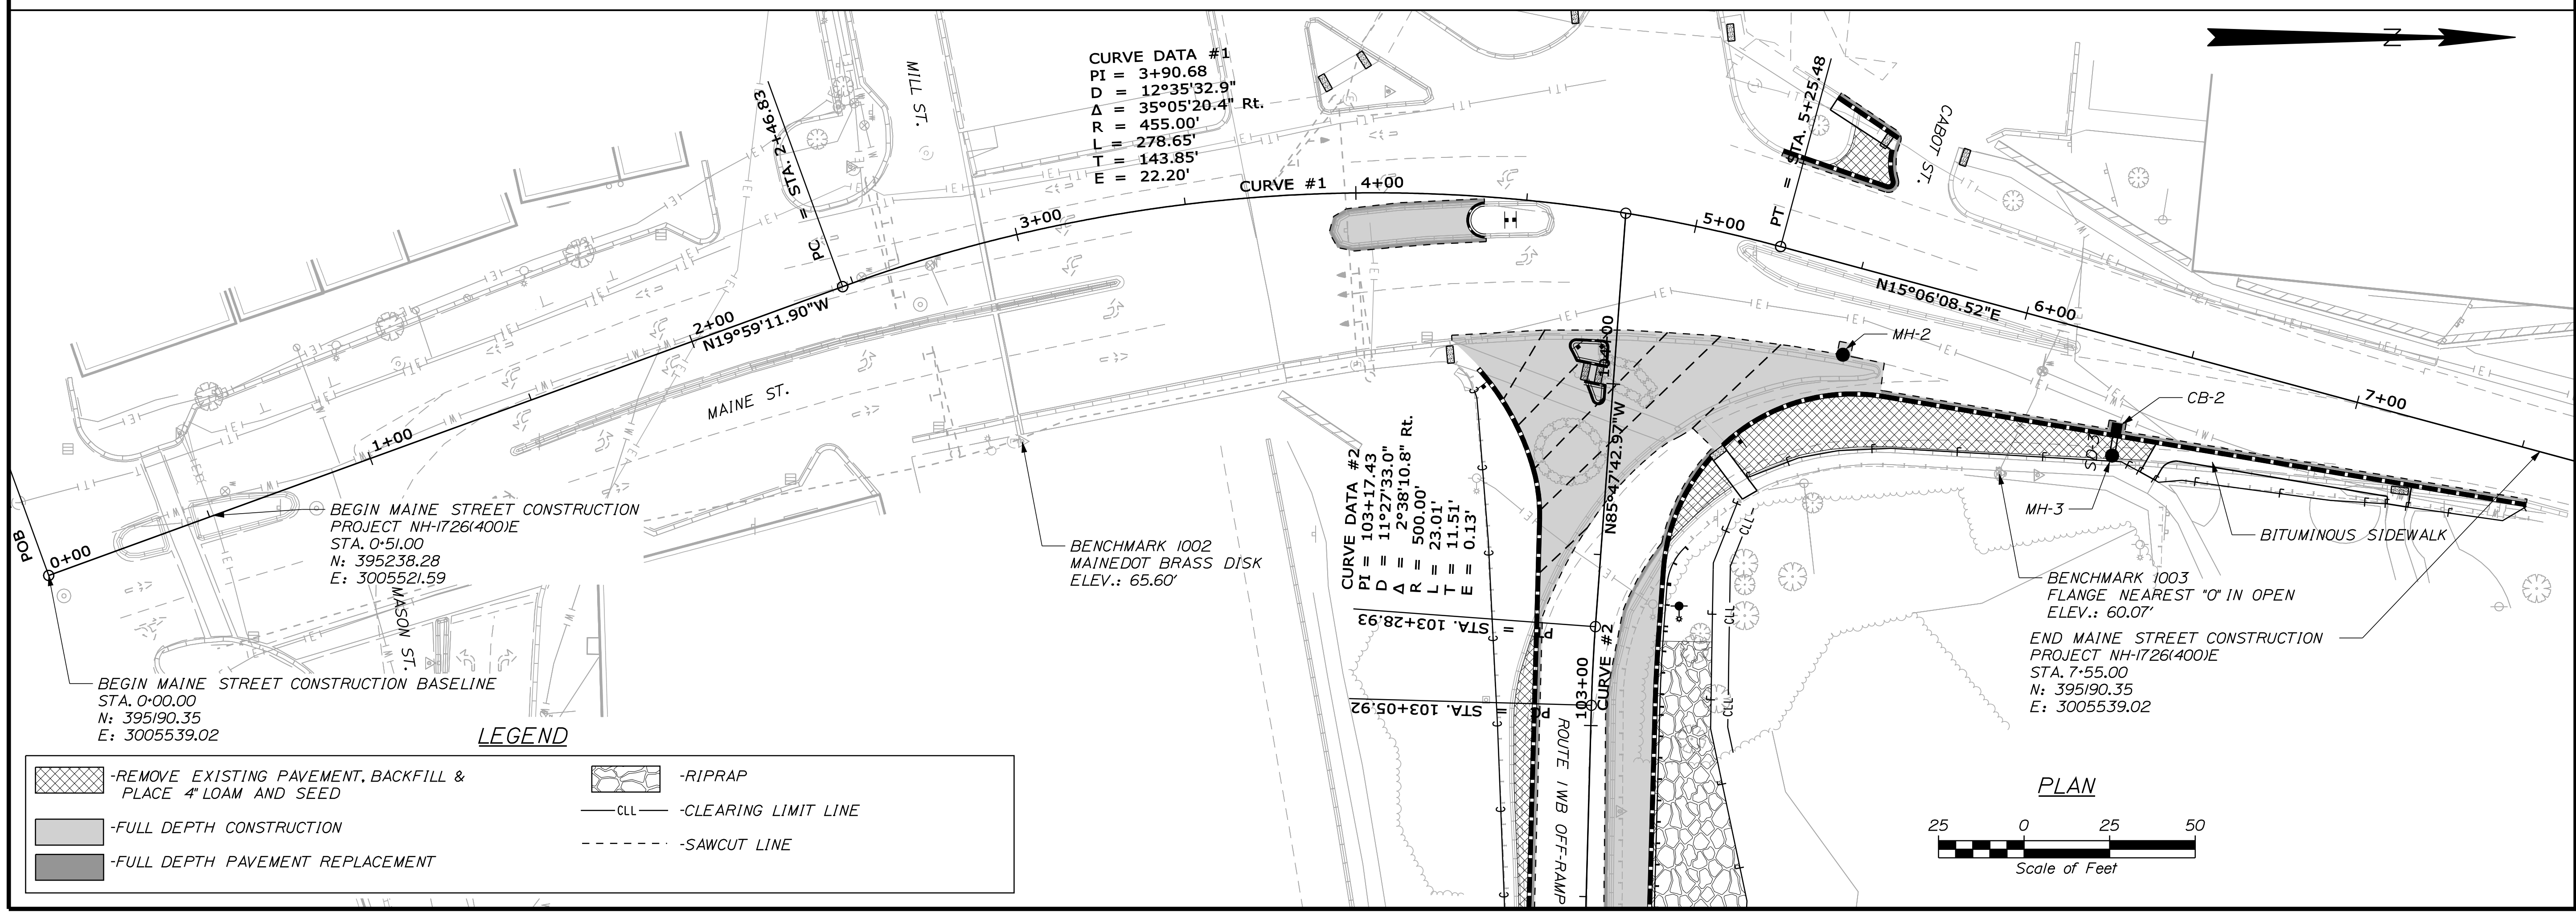 N
CURVE DATA #1
PI = 3+90.68
D = 12°35'32.9"
Δ = 35°05'20.4" Rt.
R = 455.00'
L = 278.65'
T = 143.85'
E = 22.20'
MILL ST.
CABOT ST.
PC = STA. 2+46.83
PT = STA. 5+25.48
CURVE #1
POB
0+00
1+00
2+00
3+00
4+00
5+00
6+00
7+00
N19°59'11.90"W
N15°06'08.52"E
MAINE ST.
MASON ST.
BEGIN MAINE STREET CONSTRUCTION
PROJECT NH-1726(400)E
STA. 0+51.00
N: 395238.28
E: 3005521.59
BEGIN MAINE STREET CONSTRUCTION BASELINE
STA. 0+00.00
N: 395190.35
E: 3005539.02
BENCHMARK 1002
MAINEDOT BRASS DISK
ELEV.: 65.60'
CURVE DATA #2
PI = 103+17.43
D = 11°27'33.0"
Δ = 2°38'10.8" Rt.
R = 500.00'
L = 23.01'
T = 11.51'
E = 0.13'
N85°47'42.97"W
104+00
103+00
CURVE #2
PT = STA. 103+28.93
PC = STA. 103+05.92
ROUTE 1 WB OFF-RAMP
MH-2
CB-2
SD-3
MH-3
CLL
CLL
CLL
BITUMINOUS SIDEWALK
BENCHMARK 1003
FLANGE NEAREST "O" IN OPEN
ELEV.: 60.07'
END MAINE STREET CONSTRUCTION
PROJECT NH-1726(400)E
STA. 7+55.00
N: 395190.35
E: 3005539.02
LEGEND
-REMOVE EXISTING PAVEMENT, BACKFILL &
PLACE 4" LOAM AND SEED
-FULL DEPTH CONSTRUCTION
-FULL DEPTH PAVEMENT REPLACEMENT
-RIPRAP
CLL -CLEARING LIMIT LINE
-SAWCUT LINE
PLAN
25 0 25 50
Scale of Feet